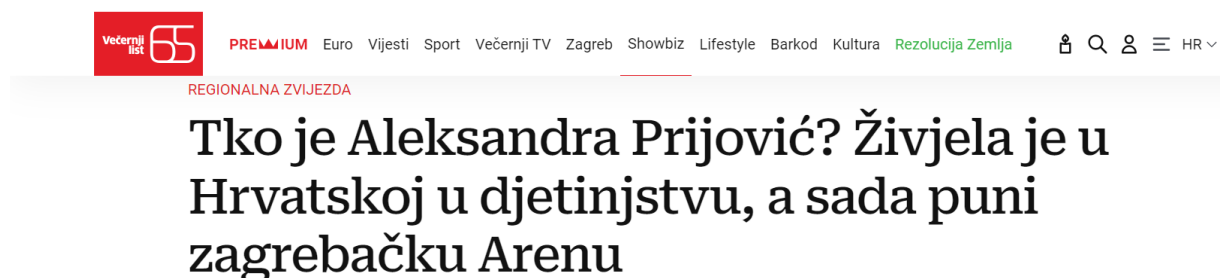 Večernji list 65
PREMIUM Euro Vijesti Sport Večernji TV Zagreb Showbiz Lifestyle Barkod Kultura Rezolucija Zemlja HR
REGIONALNA ZVIJEZDA
Tko je Aleksandra Prijović? Živjela je u
Hrvatskoj u djetinjstvu, a sada puni
zagrebačku Arenu